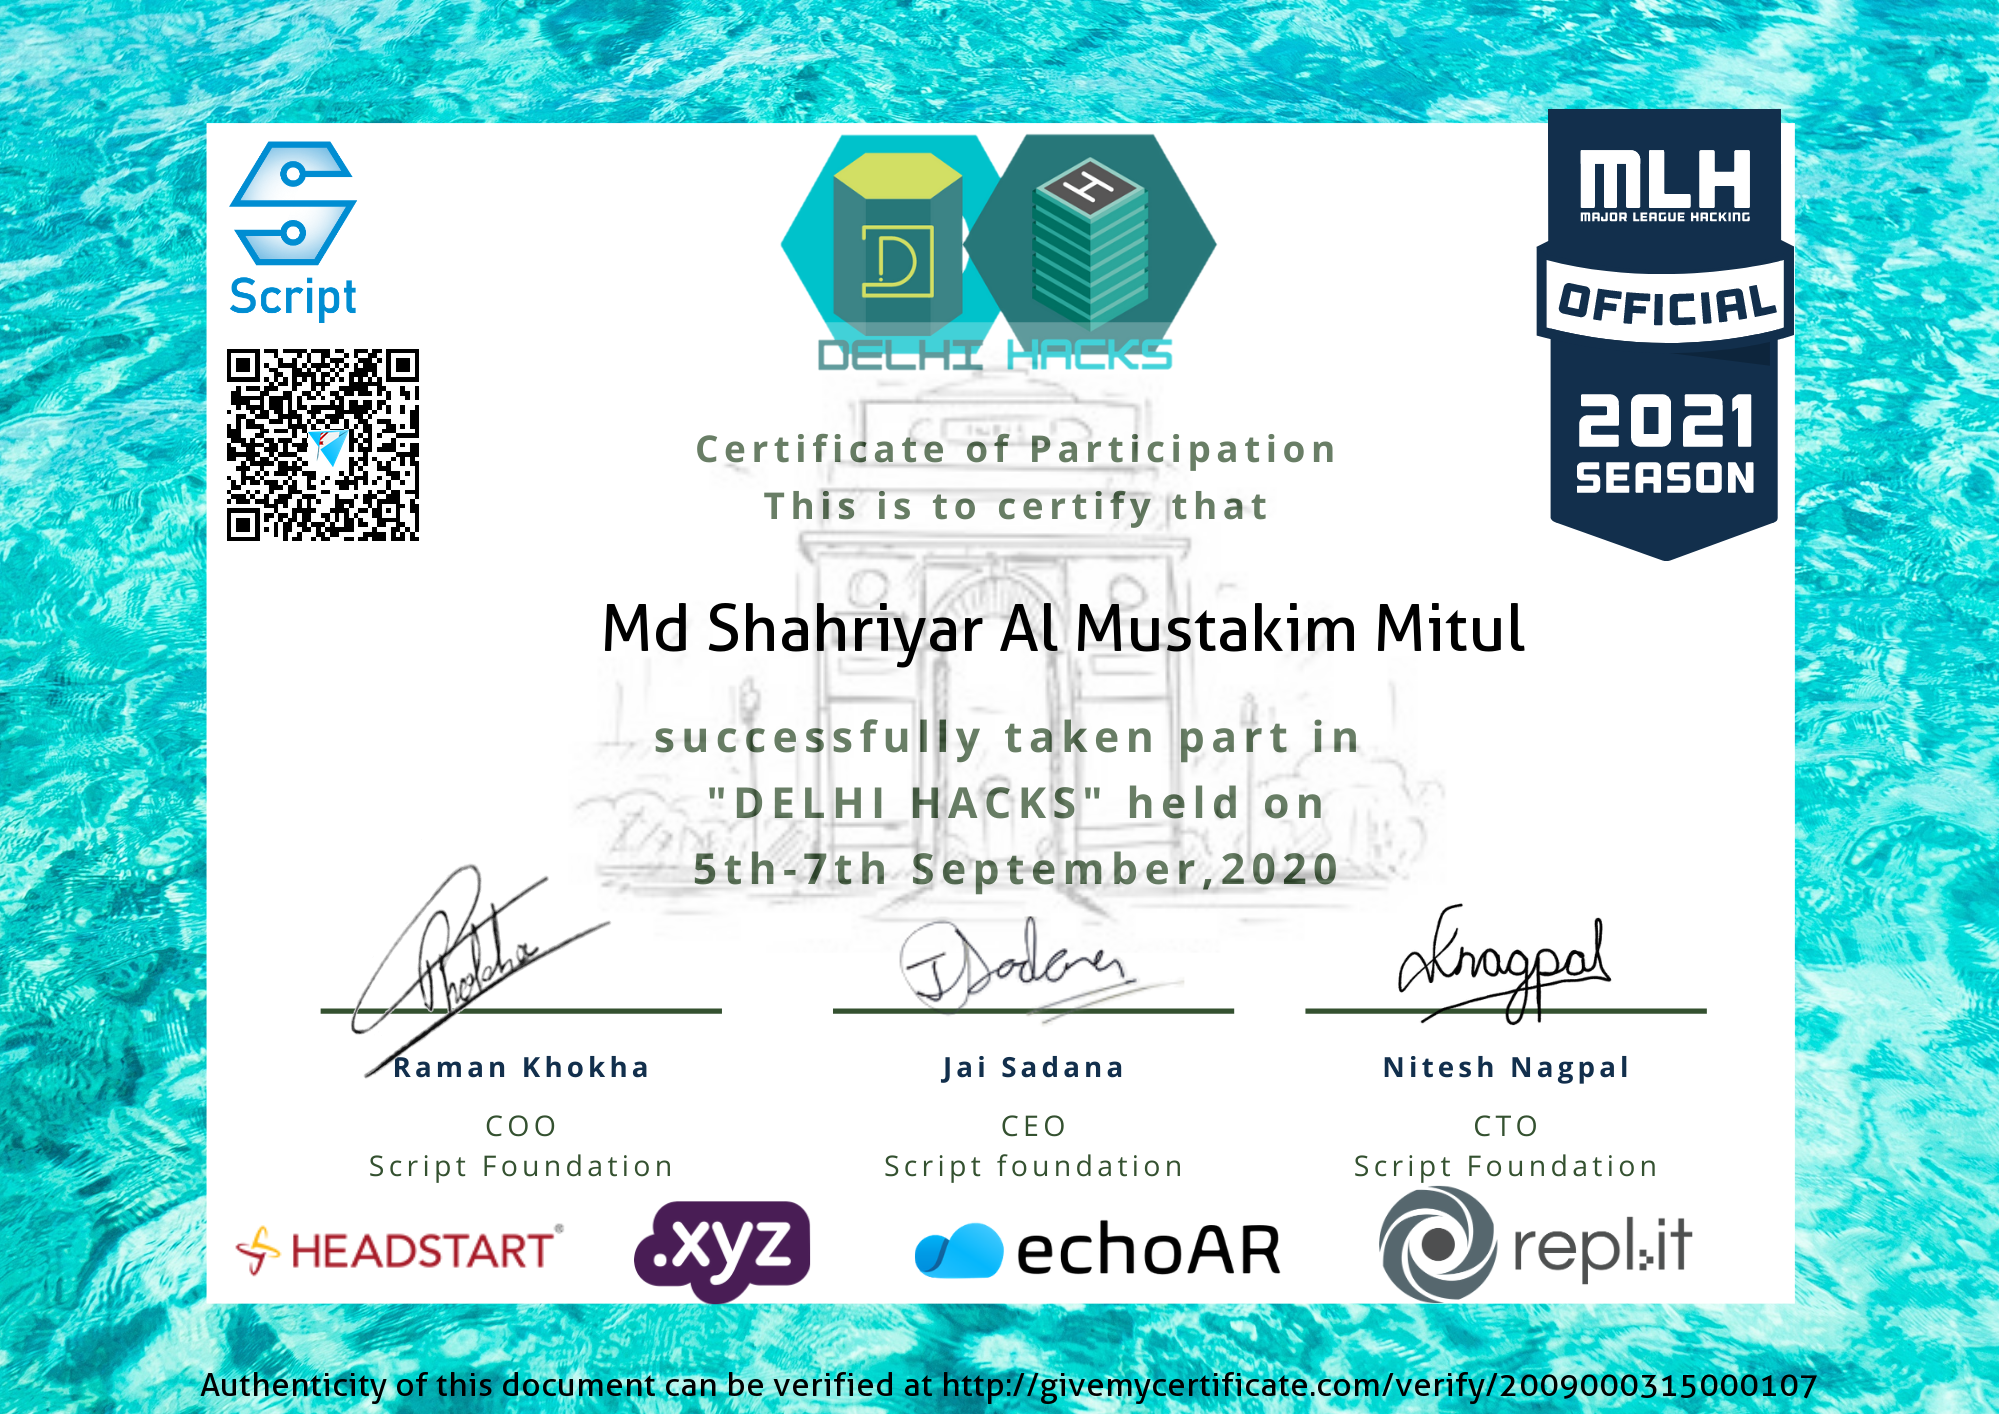 Script
D
H
DELHI HACKS
MLH
MAJOR LEAGUE HACKING
OFFICIAL
2021
SEASON
Certificate of Participation
This is to certify that
Md Shahriyar Al Mustakim Mitul
successfully taken part in
"DELHI HACKS" held on
5th-7th September,2020
Raman Khokha
COO
Script Foundation
J Sadana
Jai Sadana
CEO
Script foundation
Nagpal
Nitesh Nagpal
CTO
Script Foundation
HEADSTART®
.xyz
echoAR
repl.it
Authenticity of this document can be verified at http://givemycertificate.com/verify/2009000315000107